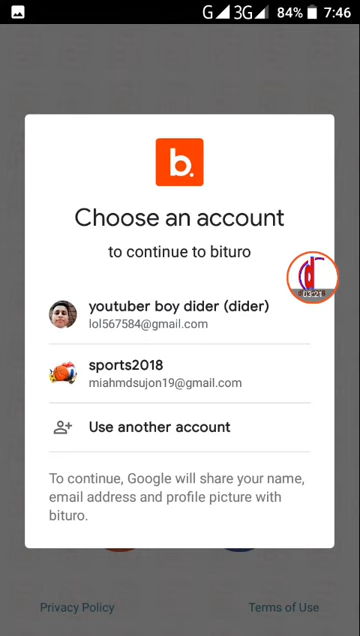 G 3G 84% 7:46
b.
Choose an account
to continue to bituro
03:21
youtuber boy dider (dider)
lol567584@gmail.com
sports2018
miahmdsujon19@gmail.com
Use another account
To continue, Google will share your name,
email address and profile picture with
bituro.
Privacy Policy Terms of Use